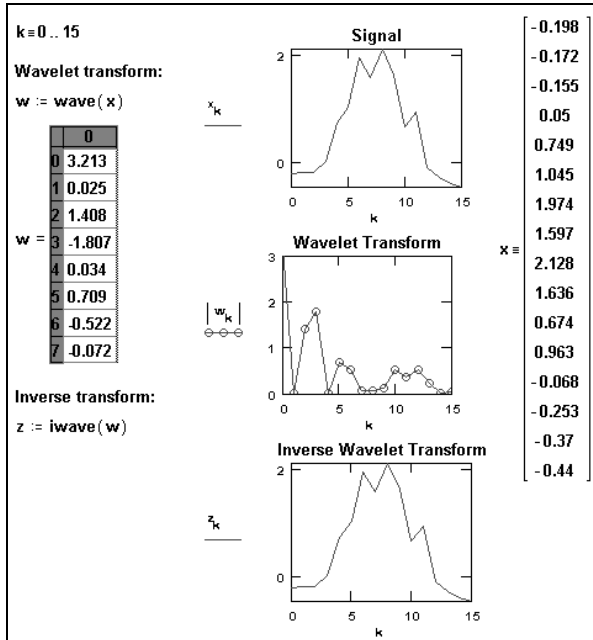 k ≡ 0 .. 15
Wavelet transform:
w := wave(x)
w =
0
0 3.213
1 0.025
2 1.408
3 -1.807
4 0.034
5 0.709
6 -0.522
7 -0.072
Inverse transform:
z := iwave(w)
Signal
x_k
2
0
0 5 10 15
k
Wavelet Transform
|w_k|
3
2
1
0
0 5 10 15
k
Inverse Wavelet Transform
z_k
2
0
0 5 10 15
k
x ≡
-0.198
-0.172
-0.155
0.05
0.749
1.045
1.974
1.597
2.128
1.636
0.674
0.963
-0.068
-0.253
-0.37
-0.44